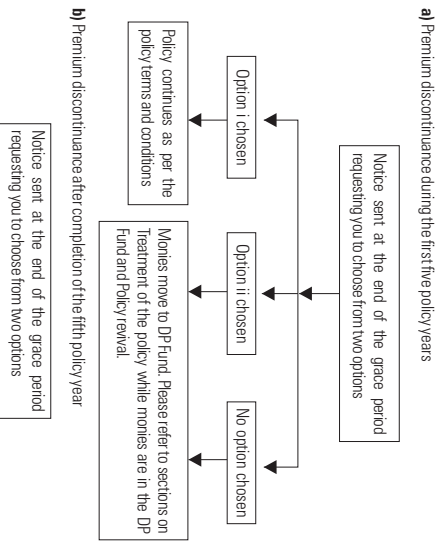 a) Premium discontinuance during the first five policy years
Notice sent at the end of the grace period
requesting you to choose from two options
Option i chosen
Option ii chosen
No option chosen
Policy continues as per the
policy terms and conditions
Monies move to DP Fund. Please refer to sections on
Treatment of the policy while monies are in the DP
Fund and Policy revival.
b) Premium discontinuance after completion of the fifth policy year
Notice sent at the end of the grace period
requesting you to choose from two options